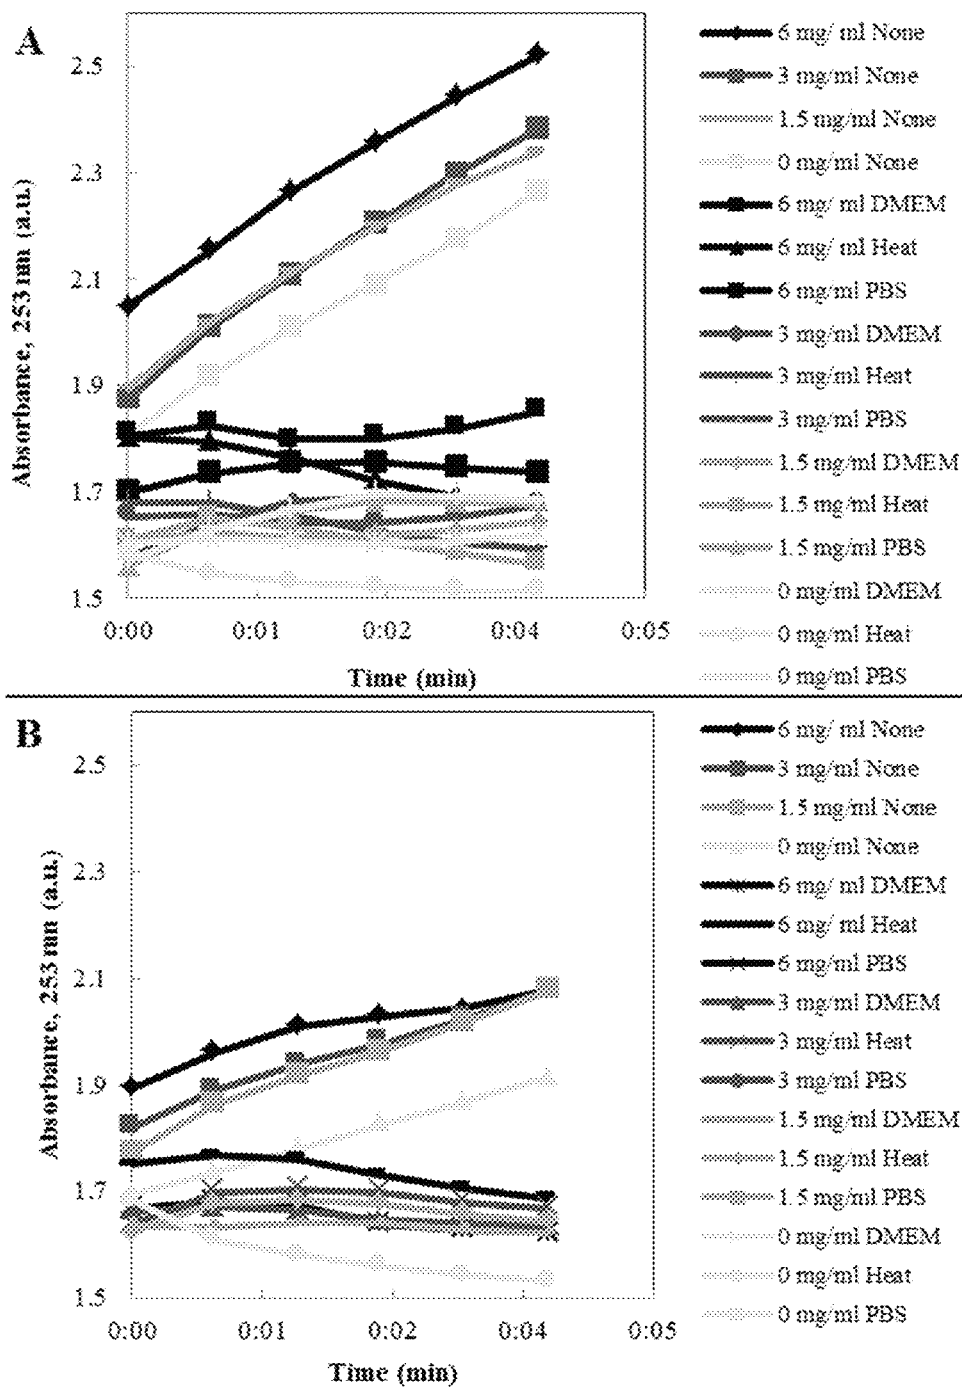 A
2.5
2.3
2.1
1.9
1.7
1.5
Absorbance, 253 nm (a.u.)
0:00 0:01 0:02 0:04 0:05
Time (min)
6 mg/ ml None
3 mg/ml None
1.5 mg/ml None
0 mg/ml None
6 mg/ ml DMEM
6 mg/ ml Heat
6 mg/ml PBS
3 mg/ml DMEM
3 mg/ml Heat
3 mg/ml PBS
1.5 mg/ml DMEM
1.5 mg/ml Heat
1.5 mg/ml PBS
0 mg/ml DMEM
0 mg/ml Heat
0 mg/ml PBS
B
2.5
2.3
2.1
1.9
1.7
1.5
Absorbance, 253 nm (a.u.)
0:00 0:01 0:02 0:04 0:05
Time (min)
6 mg/ ml None
3 mg/ml None
1.5 mg/ml None
0 mg/ml None
6 mg/ ml DMEM
6 mg/ ml Heat
6 mg/ml PBS
3 mg/ml DMEM
3 mg/ml Heat
3 mg/ml PBS
1.5 mg/ml DMEM
1.5 mg/ml Heat
1.5 mg/ml PBS
0 mg/ml DMEM
0 mg/ml Heat
0 mg/ml PBS